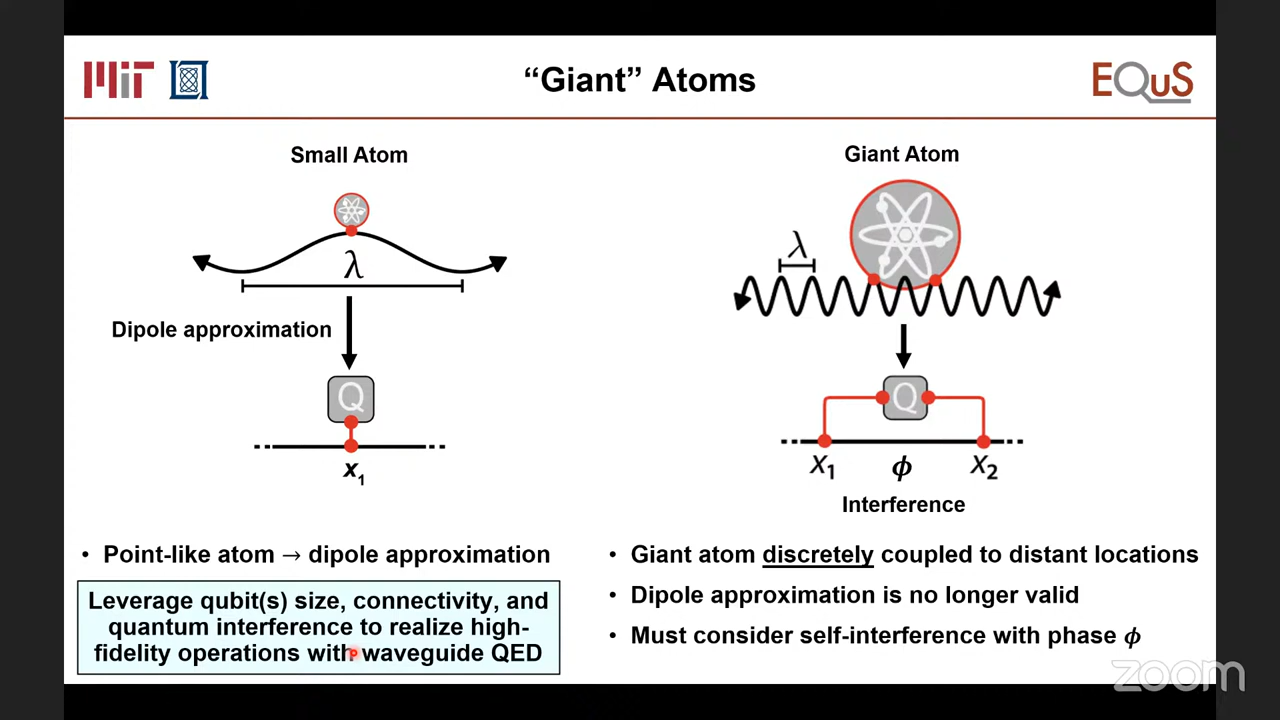 MIT
“Giant” Atoms
EQuS
Small Atom
λ
Dipole approximation
Q
x1
• Point-like atom → dipole approximation
Leverage qubit(s) size, connectivity, and
quantum interference to realize high-
fidelity operations with waveguide QED
Giant Atom
λ
Q
x1 ϕ x2
Interference
• Giant atom discretely coupled to distant locations
• Dipole approximation is no longer valid
• Must consider self-interference with phase ϕ
zoom